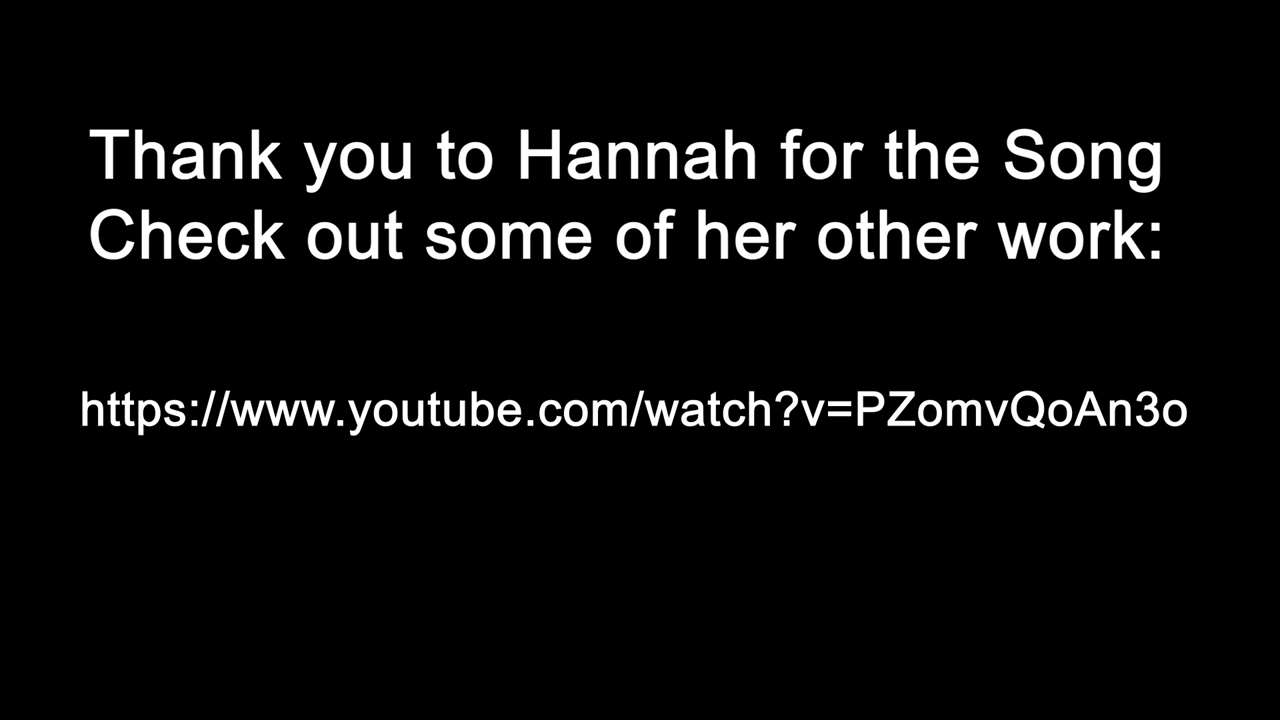 Thank you to Hannah for the Song
Check out some of her other work:
https://www.youtube.com/watch?v=PZomvQoAn3o